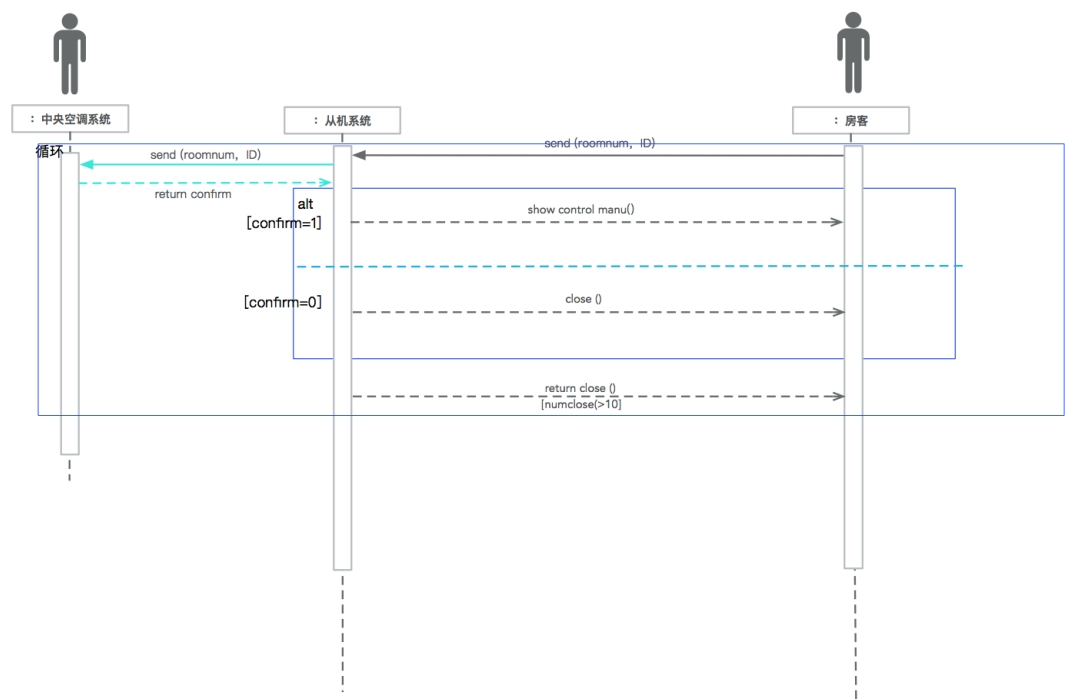 ：中央空调系统
：从机系统
：房客
循环
send (roomnum，ID)
send (roomnum，ID)
return confirm
alt
[confirm=1]
show control manu()
[confirm=0]
close ()
return close ()
[numclose(>10]